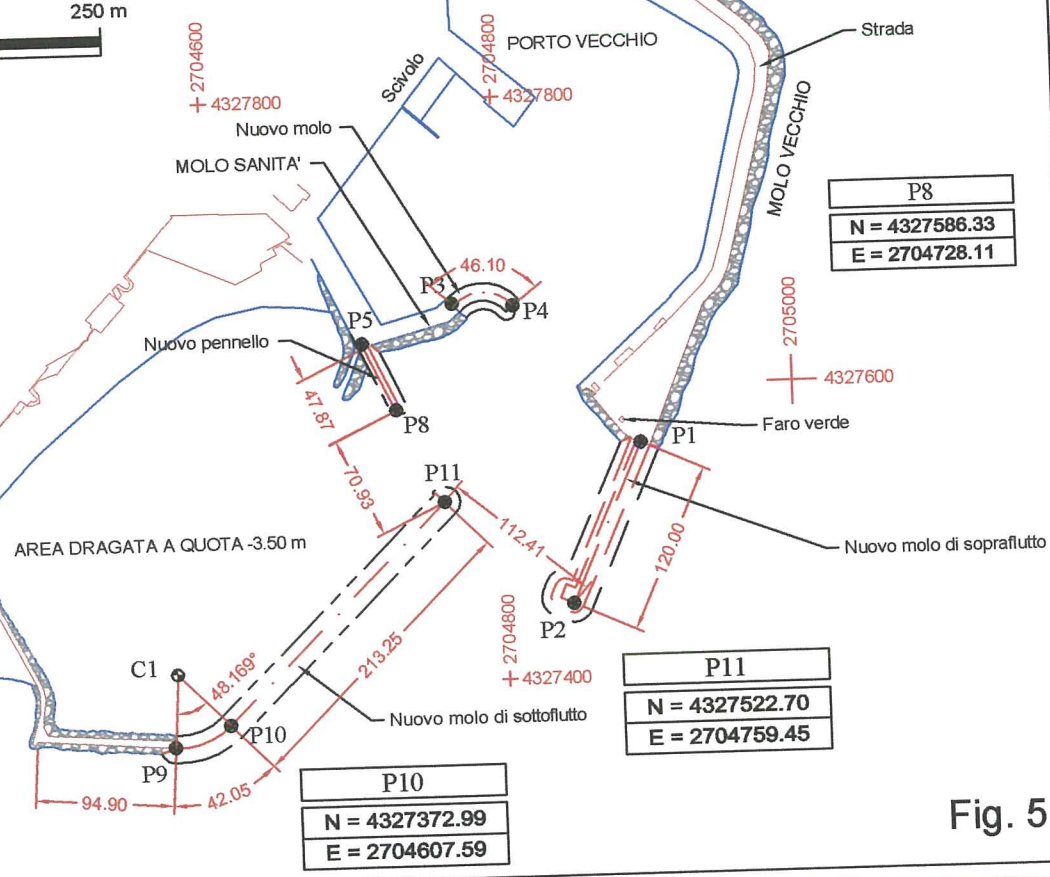 250 m
2704600
4327800
2704800
4327800
PORTO VECCHIO
Strada
Scivolo
Nuovo molo
MOLO SANITA'
MOLO VECCHIO
P8
N = 4327586.33
E = 2704728.11
46.10
P3
P4
P5
Nuovo pennello
2705000
4327600
47.87
P8
Faro verde
P1
70.93
P11
112.41
120.00
AREA DRAGATA A QUOTA -3.50 m
Nuovo molo di sopraflutto
P2
2704800
4327400
213.25
C1
48.169°
P11
N = 4327522.70
E = 2704759.45
Nuovo molo di sottoflutto
P10
P9
94.90
42.05
P10
N = 4327372.99
E = 2704607.59
Fig. 5